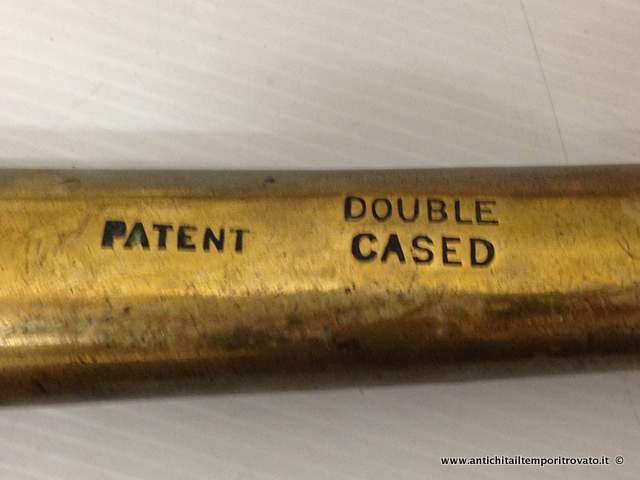 PATENT
DOUBLE
CASED
www.antichitailtemporitrovato.it ©